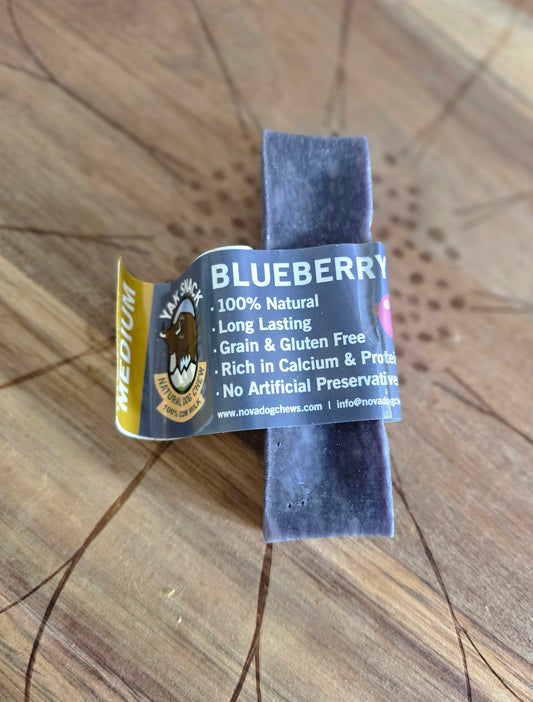 MEDIUM
YAK SNACK
NATURAL DOG CHEW
100% COW MILK
BLUEBERRY
· 100% Natural
· Long Lasting
· Grain & Gluten Free
· Rich in Calcium & Protei
· No Artificial Preservative
www.novadogchews.com | info@novadogche